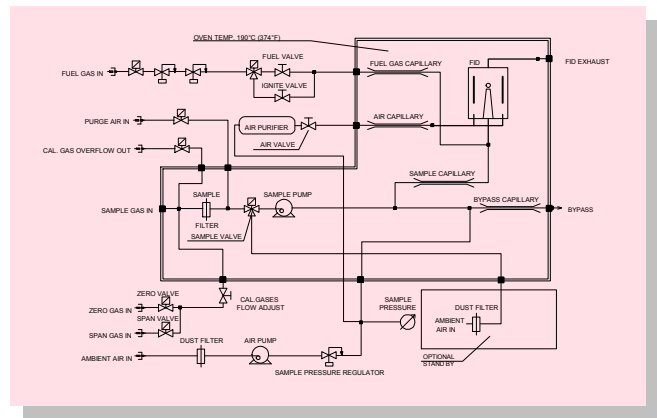 OVEN TEMP. 190°C (374°F)
FUEL VALVE
FUEL GAS IN
FUEL GAS CAPILLARY
FID
FID EXHAUST
IGNITE VALVE
PURGE AIR IN
AIR PURIFIER
AIR CAPILLARY
AIR VALVE
CAL. GAS OVERFLOW OUT
SAMPLE CAPILLARY
SAMPLE
SAMPLE PUMP
BYPASS CAPILLARY
SAMPLE GAS IN
BYPASS
FILTER
SAMPLE VALVE
ZERO VALVE
CAL.GASES
FLOW ADJUST
SAMPLE
PRESSURE
ZERO GAS IN
DUST FILTER
SPAN VALVE
AMBIENT
AIR IN
SPAN GAS IN
DUST FILTER
AIR PUMP
AMBIENT AIR IN
OPTIONAL
STAND BY
SAMPLE PRESSURE REGULATOR